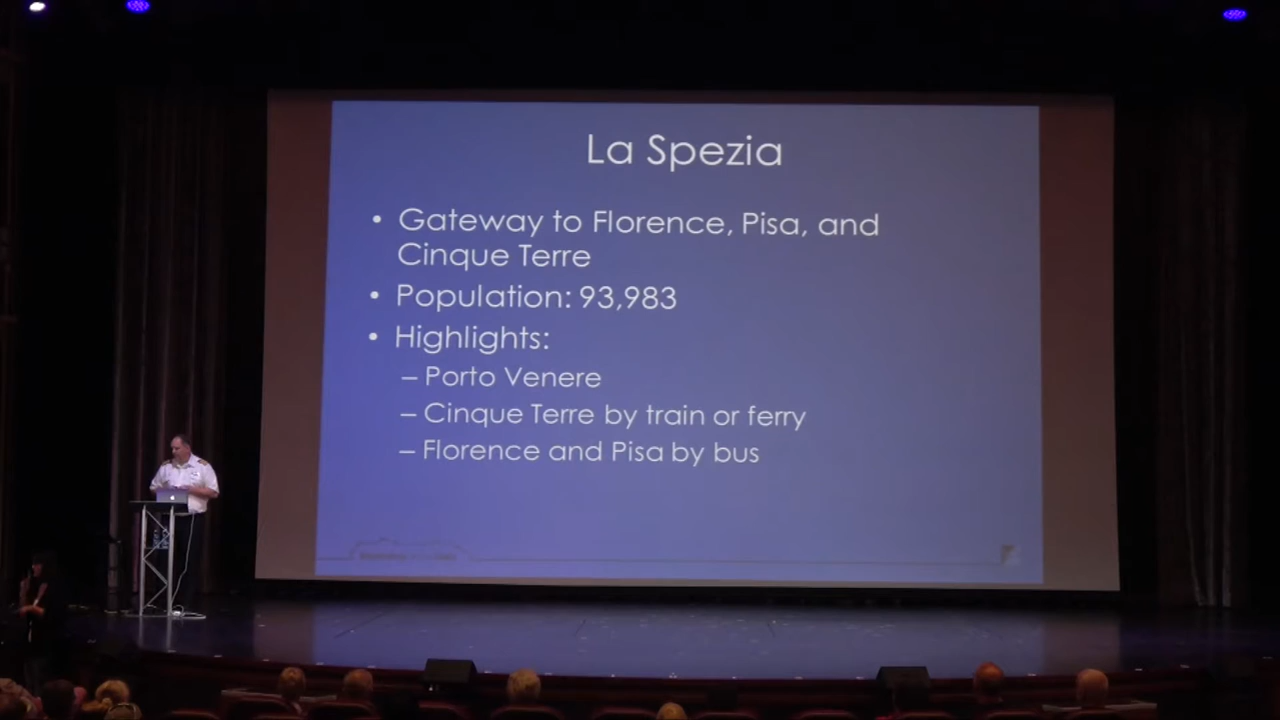 La Spezia
• Gateway to Florence, Pisa, and
Cinque Terre
• Population: 93,983
• Highlights:
– Porto Venere
– Cinque Terre by train or ferry
– Florence and Pisa by bus